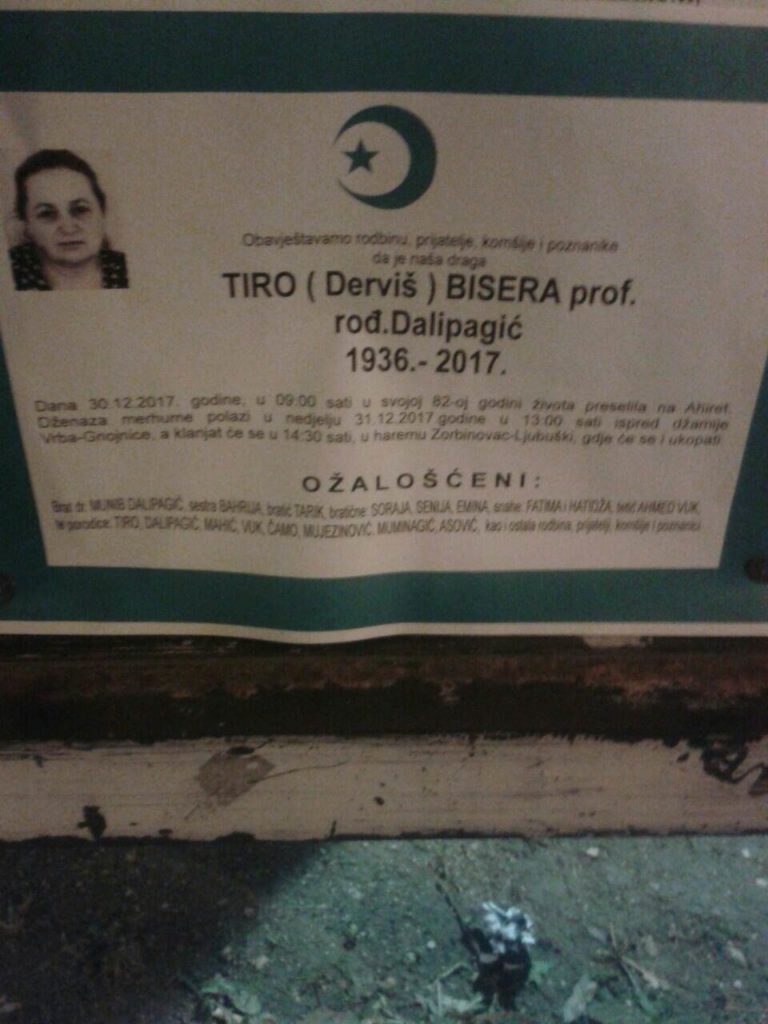 Obavještavamo rodbinu, prijatelje, komšije i poznanike
da je naša draga
TIRO ( Derviš ) BISERA prof.
rođ.Dalipagić
1936.- 2017.
Dana 30.12.2017. godine, u 09:00 sati u svojoj 82-oj godini života preselila na Ahiret.
Dženaza merhume polazi u nedjelju 31.12.2017.godine u 13:00 sati ispred džamije
Vrba-Gnojnice, a klanjat će se u 14:30 sati, u haremu Zorbinovac-Ljubuški, gdje će se i ukopati.
OŽALOŠĆENI:
Brat dr. MUNIB DALIPAGIĆ, sestra BAHRIJA, bratić TARIK, bratične: SORAJA, SENIJA, EMINA, snahe: FATIMA i HATIDŽA, tetić AHMED VUK,
te porodice: TIRO, DALIPAGIĆ, MAHIĆ, VUK, ČAMO, MUJEZINOVIĆ, MUMINAGIĆ, ASOVIĆ, kao i ostala rodbina, prijatelji, komšije i poznanici.